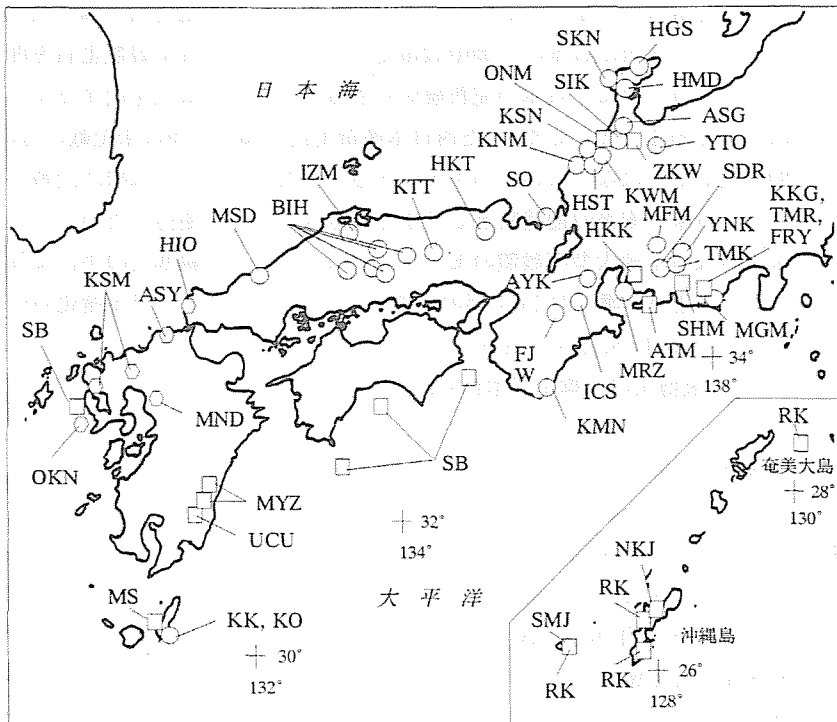 HGS
SKN
ONM
HMD
SIK
日本海
ASG
KSN
YTO
KNM
HKT
ZKW
SDR
IZM
KTT
SO
KWM
KKG,
TMR,
FRY
HST
MFM
BIH
YNK
MSD
HKK
TMK
HIO
AYK
KSM
ASY
SB
SHM
MGM
FJ
W
ATM
MRZ
34°
138°
ICS
MND
KMN
RK
OKN
SB
奄美大島
28°
130°
MYZ
32°
134°
UCU
NKJ
MS
大平洋
RK
SMJ
沖縄島
KK, KO
30°
132°
RK
RK
26°
128°